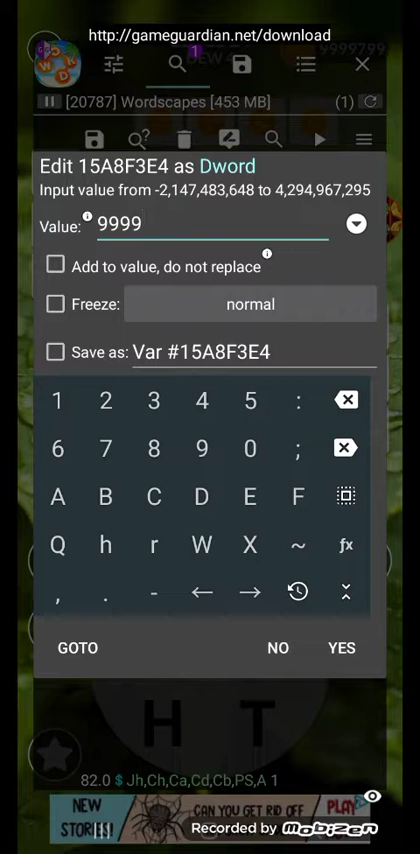 http://gameguardian.net/download
1
9999799
[20787] Wordscapes [453 MB]
(1)
Edit 15A8F3E4 as Dword
Input value from -2,147,483,648 to 4,294,967,295
Value: 9999
Add to value, do not replace
Freeze: normal
Save as: Var #15A8F3E4
1 2 3 4 5 :
6 7 8 9 0 ;
A B C D E F
Q h r W X ~ fx
, . - ← →
GOTO NO YES
H T
82.0 $ Jh,Ch,Ca,Cd,Cb,PS,A 1
NEW
STORIES!
CAN YOU GET RID OFF
PLAY
Recorded by MOBIZEN